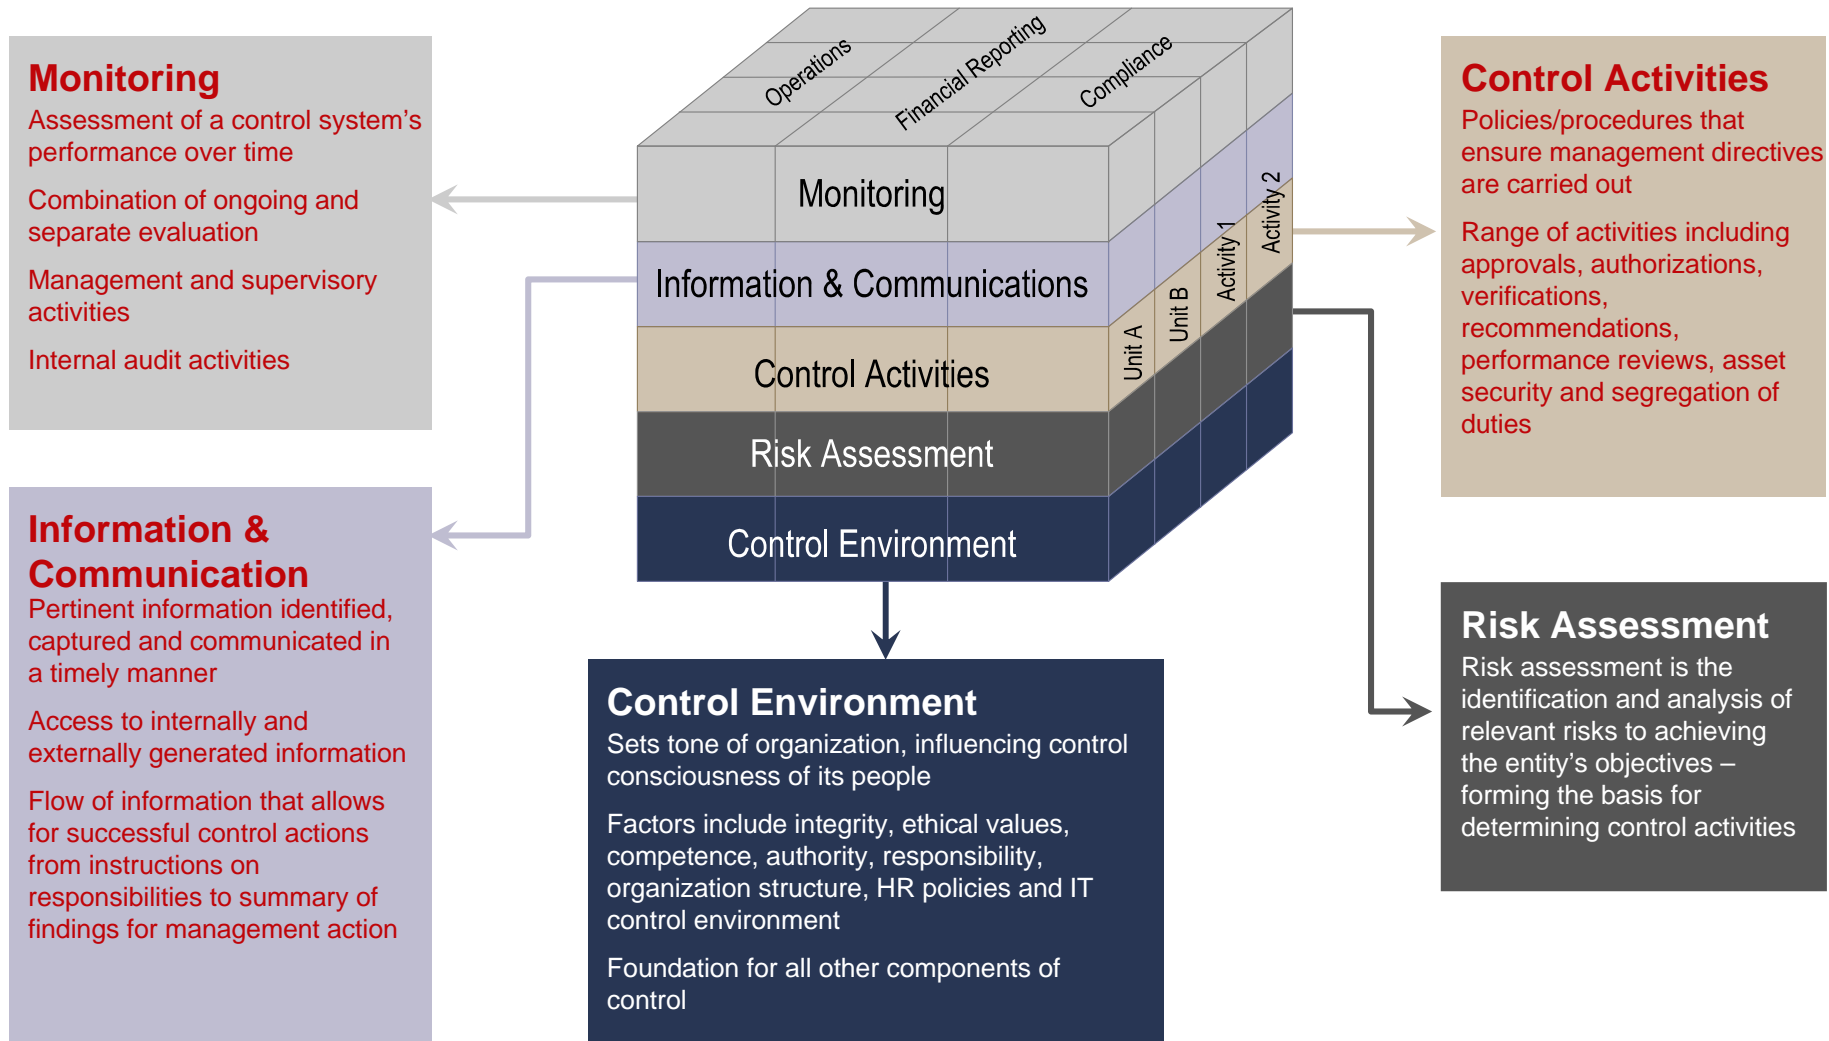 Monitoring
Assessment of a control system’s
performance over time
Combination of ongoing and
separate evaluation
Management and supervisory
activities
Internal audit activities
Information &
Communication
Pertinent information identified,
captured and communicated in
a timely manner
Access to internally and
externally generated information
Flow of information that allows
for successful control actions
from instructions on
responsibilities to summary of
findings for management action
Operations
Financial Reporting
Compliance
Monitoring
Information & Communications
Control Activities
Risk Assessment
Control Environment
Unit A
Unit B
Activity 1
Activity 2
Control Environment
Sets tone of organization, influencing control
consciousness of its people
Factors include integrity, ethical values,
competence, authority, responsibility,
organization structure, HR policies and IT
control environment
Foundation for all other components of
control
Control Activities
Policies/procedures that
ensure management directives
are carried out
Range of activities including
approvals, authorizations,
verifications,
recommendations,
performance reviews, asset
security and segregation of
duties
Risk Assessment
Risk assessment is the
identification and analysis of
relevant risks to achieving
the entity’s objectives –
forming the basis for
determining control activities